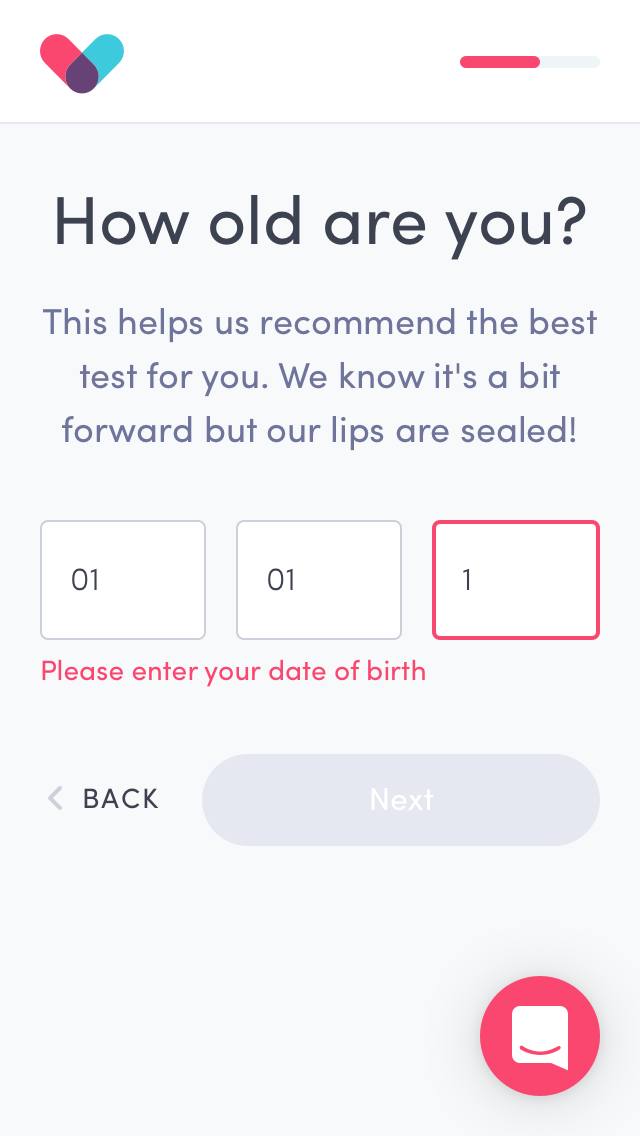 How old are you?
This helps us recommend the best
test for you. We know it's a bit
forward but our lips are sealed!
01 01 1
Please enter your date of birth
BACK Next